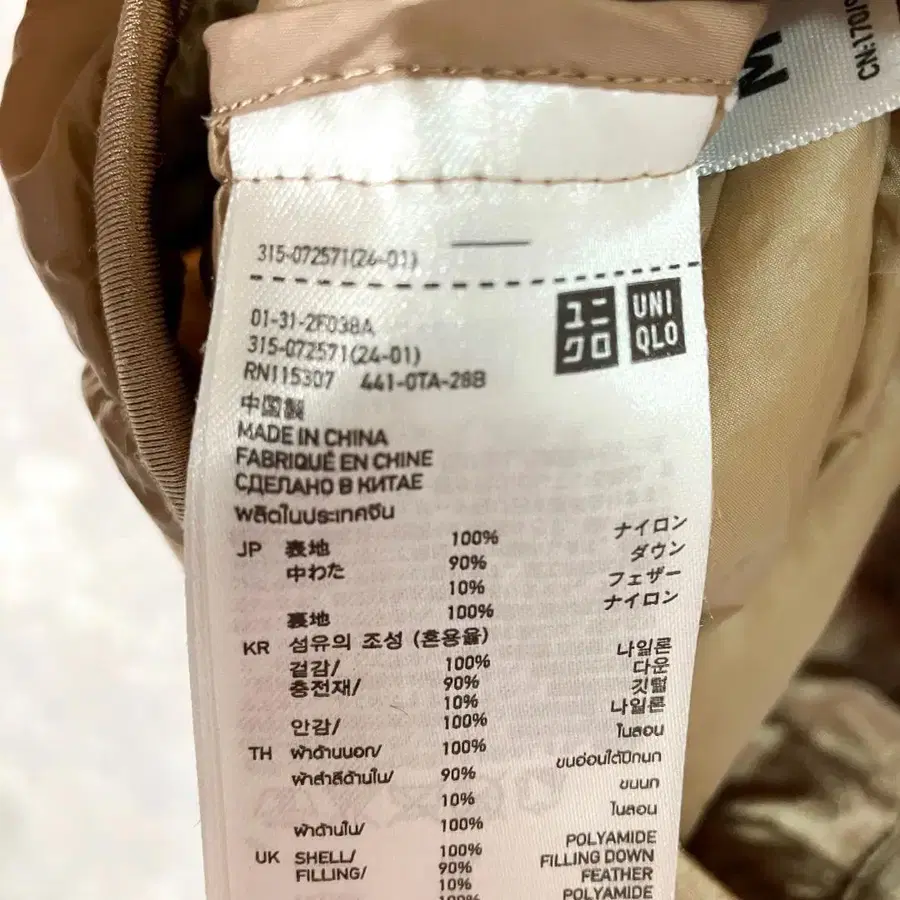 M
CN:170/
315-072571(26-01)
ユニクロ
UNIQLO
01-31-2F038A
315-072571(24-01)
RN115307 441-0TA-28B
中国製
MADE IN CHINA
FABRIQUÉ EN CHINE
СДЕЛАНО В КИТАЕ
ผลิตในประเทศจีน
JP 表地 100% ナイロン
中わた 90% ダウン
10% フェザー
裏地 100% ナイロン
KR 섬유의 조성 (혼용율)
겉감/ 100% 나일론
충전재/ 90% 다운
10% 깃털
안감/ 100% 나일론
TH ผ้าด้านนอก/ 100% ไนลอน
ผ้าสำลีด้านใน/ 90% ขนอ่อนใต้ปีกนก
10% ขนนก
ผ้าด้านใน/ 100% ไนลอน
UK SHELL/ 100% POLYAMIDE
FILLING/ 90% FILLING DOWN
10% FEATHER
100% POLYAMIDE